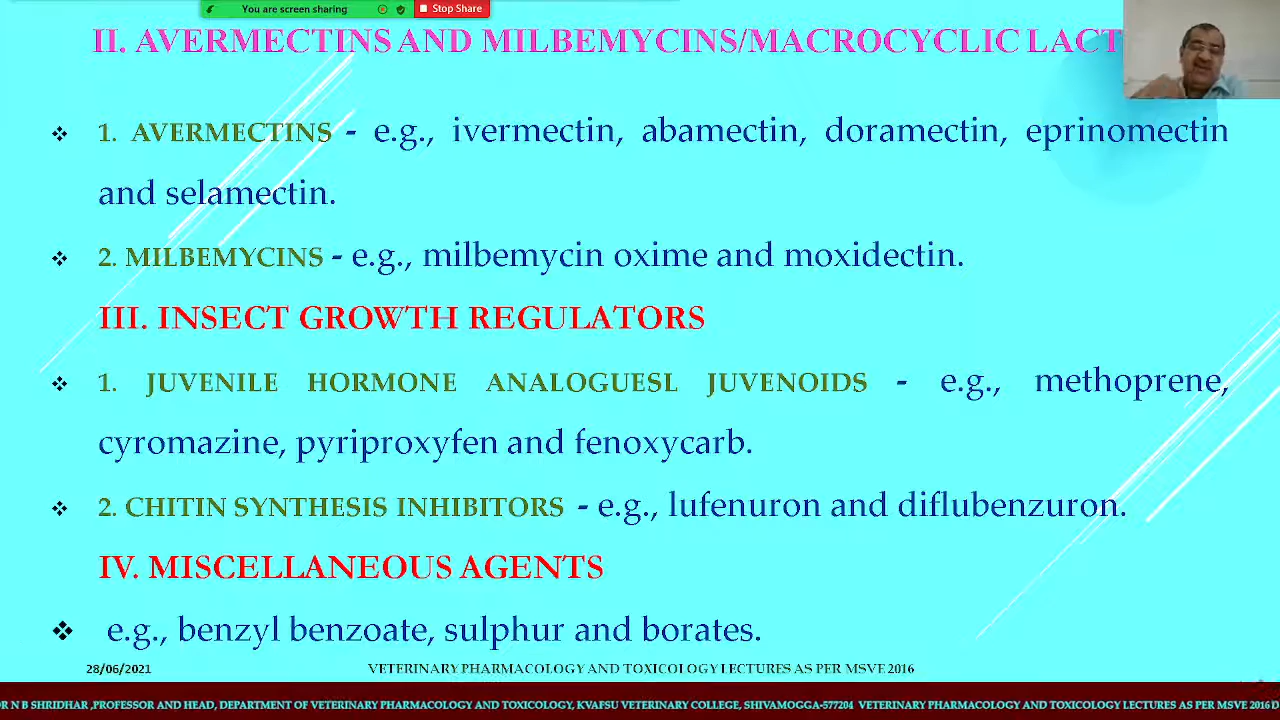 You are screen sharing Stop Share
II. AVERMECTINS AND MILBEMYCINS/MACROCYCLIC LACT
❖ 1. AVERMECTINS - e.g., ivermectin, abamectin, doramectin, eprinomectin
and selamectin.
❖ 2. MILBEMYCINS - e.g., milbemycin oxime and moxidectin.
III. INSECT GROWTH REGULATORS
❖ 1. JUVENILE HORMONE ANALOGUESL JUVENOIDS - e.g., methoprene,
cyromazine, pyriproxyfen and fenoxycarb.
❖ 2. CHITIN SYNTHESIS INHIBITORS - e.g., lufenuron and diflubenzuron.
IV. MISCELLANEOUS AGENTS
❖ e.g., benzyl benzoate, sulphur and borates.
28/06/2021 VETERINARY PHARMACOLOGY AND TOXICOLOGY LECTURES AS PER MSVE 2016
OR N B SHRIDHAR ,PROFESSOR AND HEAD, DEPARTMENT OF VETERINARY PHARMACOLOGY AND TOXICOLOGY, KVAFSU VETERINARY COLLEGE, SHIVAMOGGA-577204 VETERINARY PHARMACOLOGY AND TOXICOLOGY LECTURES AS PER MSVE 2016 D